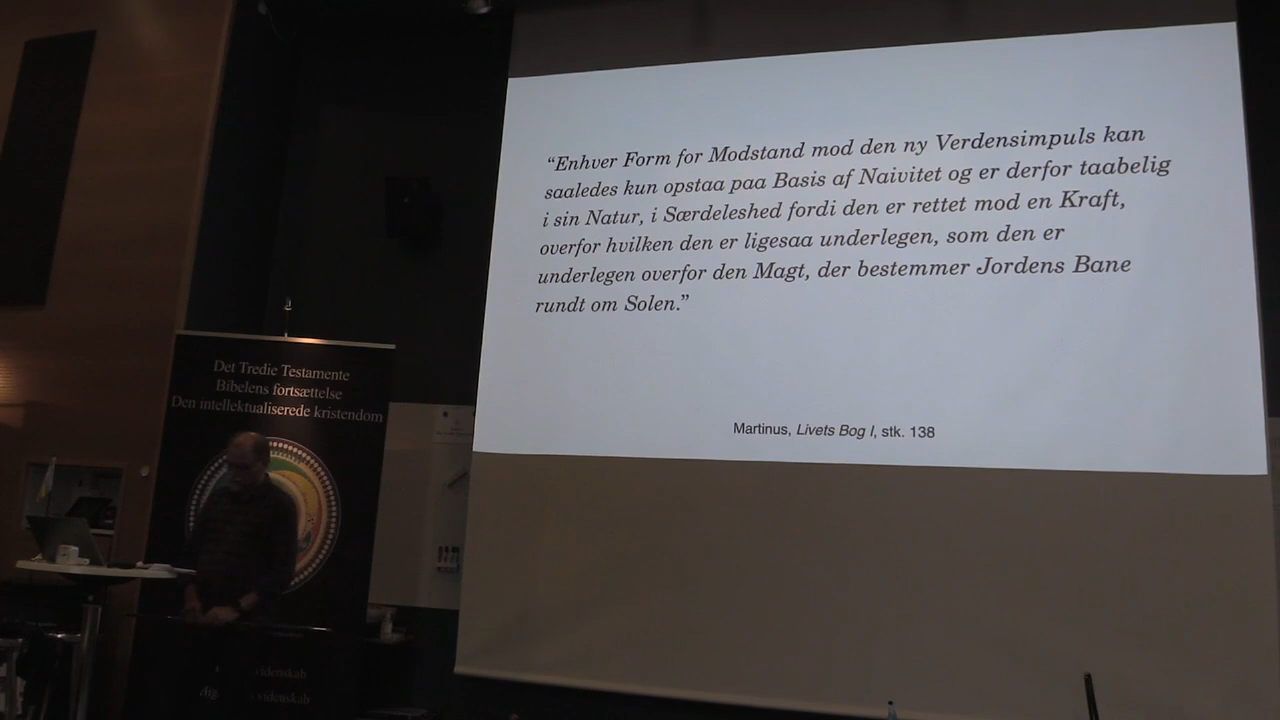 “Enhver Form for Modstand mod den ny Verdensimpuls kan
saaledes kun opstaa paa Basis af Naivitet og er derfor taabelig
i sin Natur, i Særdeleshed fordi den er rettet mod en Kraft,
overfor hvilken den er ligesaa underlegen, som den er
underlegen overfor den Magt, der bestemmer Jordens Bane
rundt om Solen.”
Martinus, Livets Bog I, stk. 138
Det Tredie Testamente
Bibelens fortsættelse
Den intellektualiserede kristendom
videnskab
videnskab